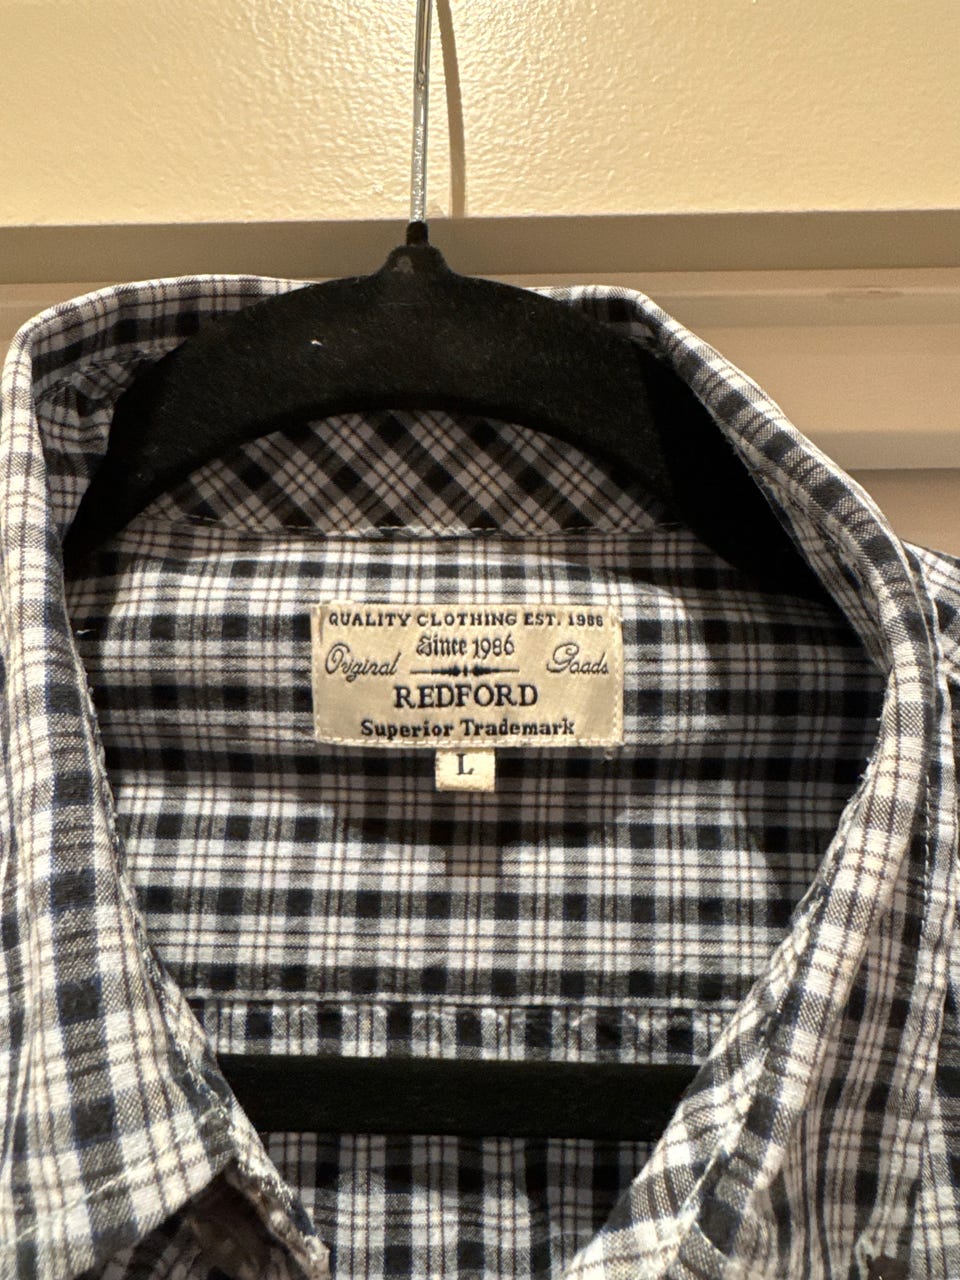 QUALITY CLOTHING EST. 1986
Since 1986
Original Goods
REDFORD
Superior Trademark
L